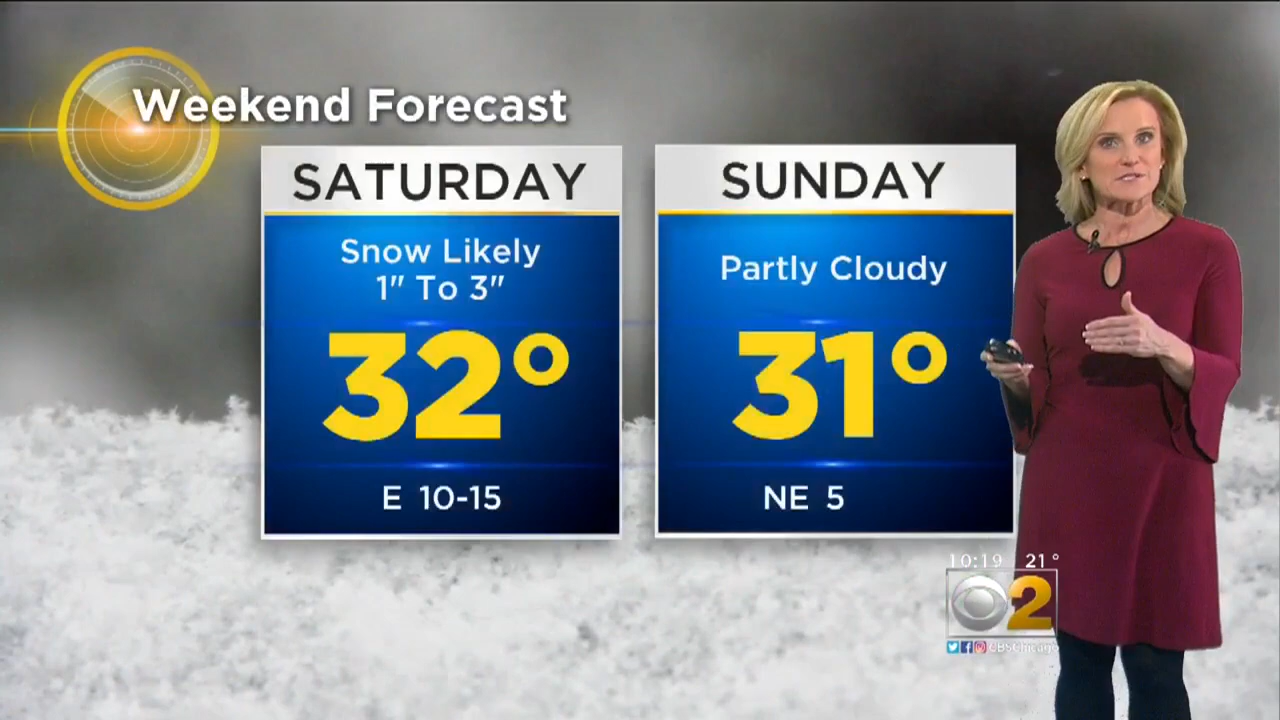 Weekend Forecast
SATURDAY
Snow Likely
1" To 3"
32°
E 10-15
SUNDAY
Partly Cloudy
31°
NE 5
10:19 21°
2
CBSChicago